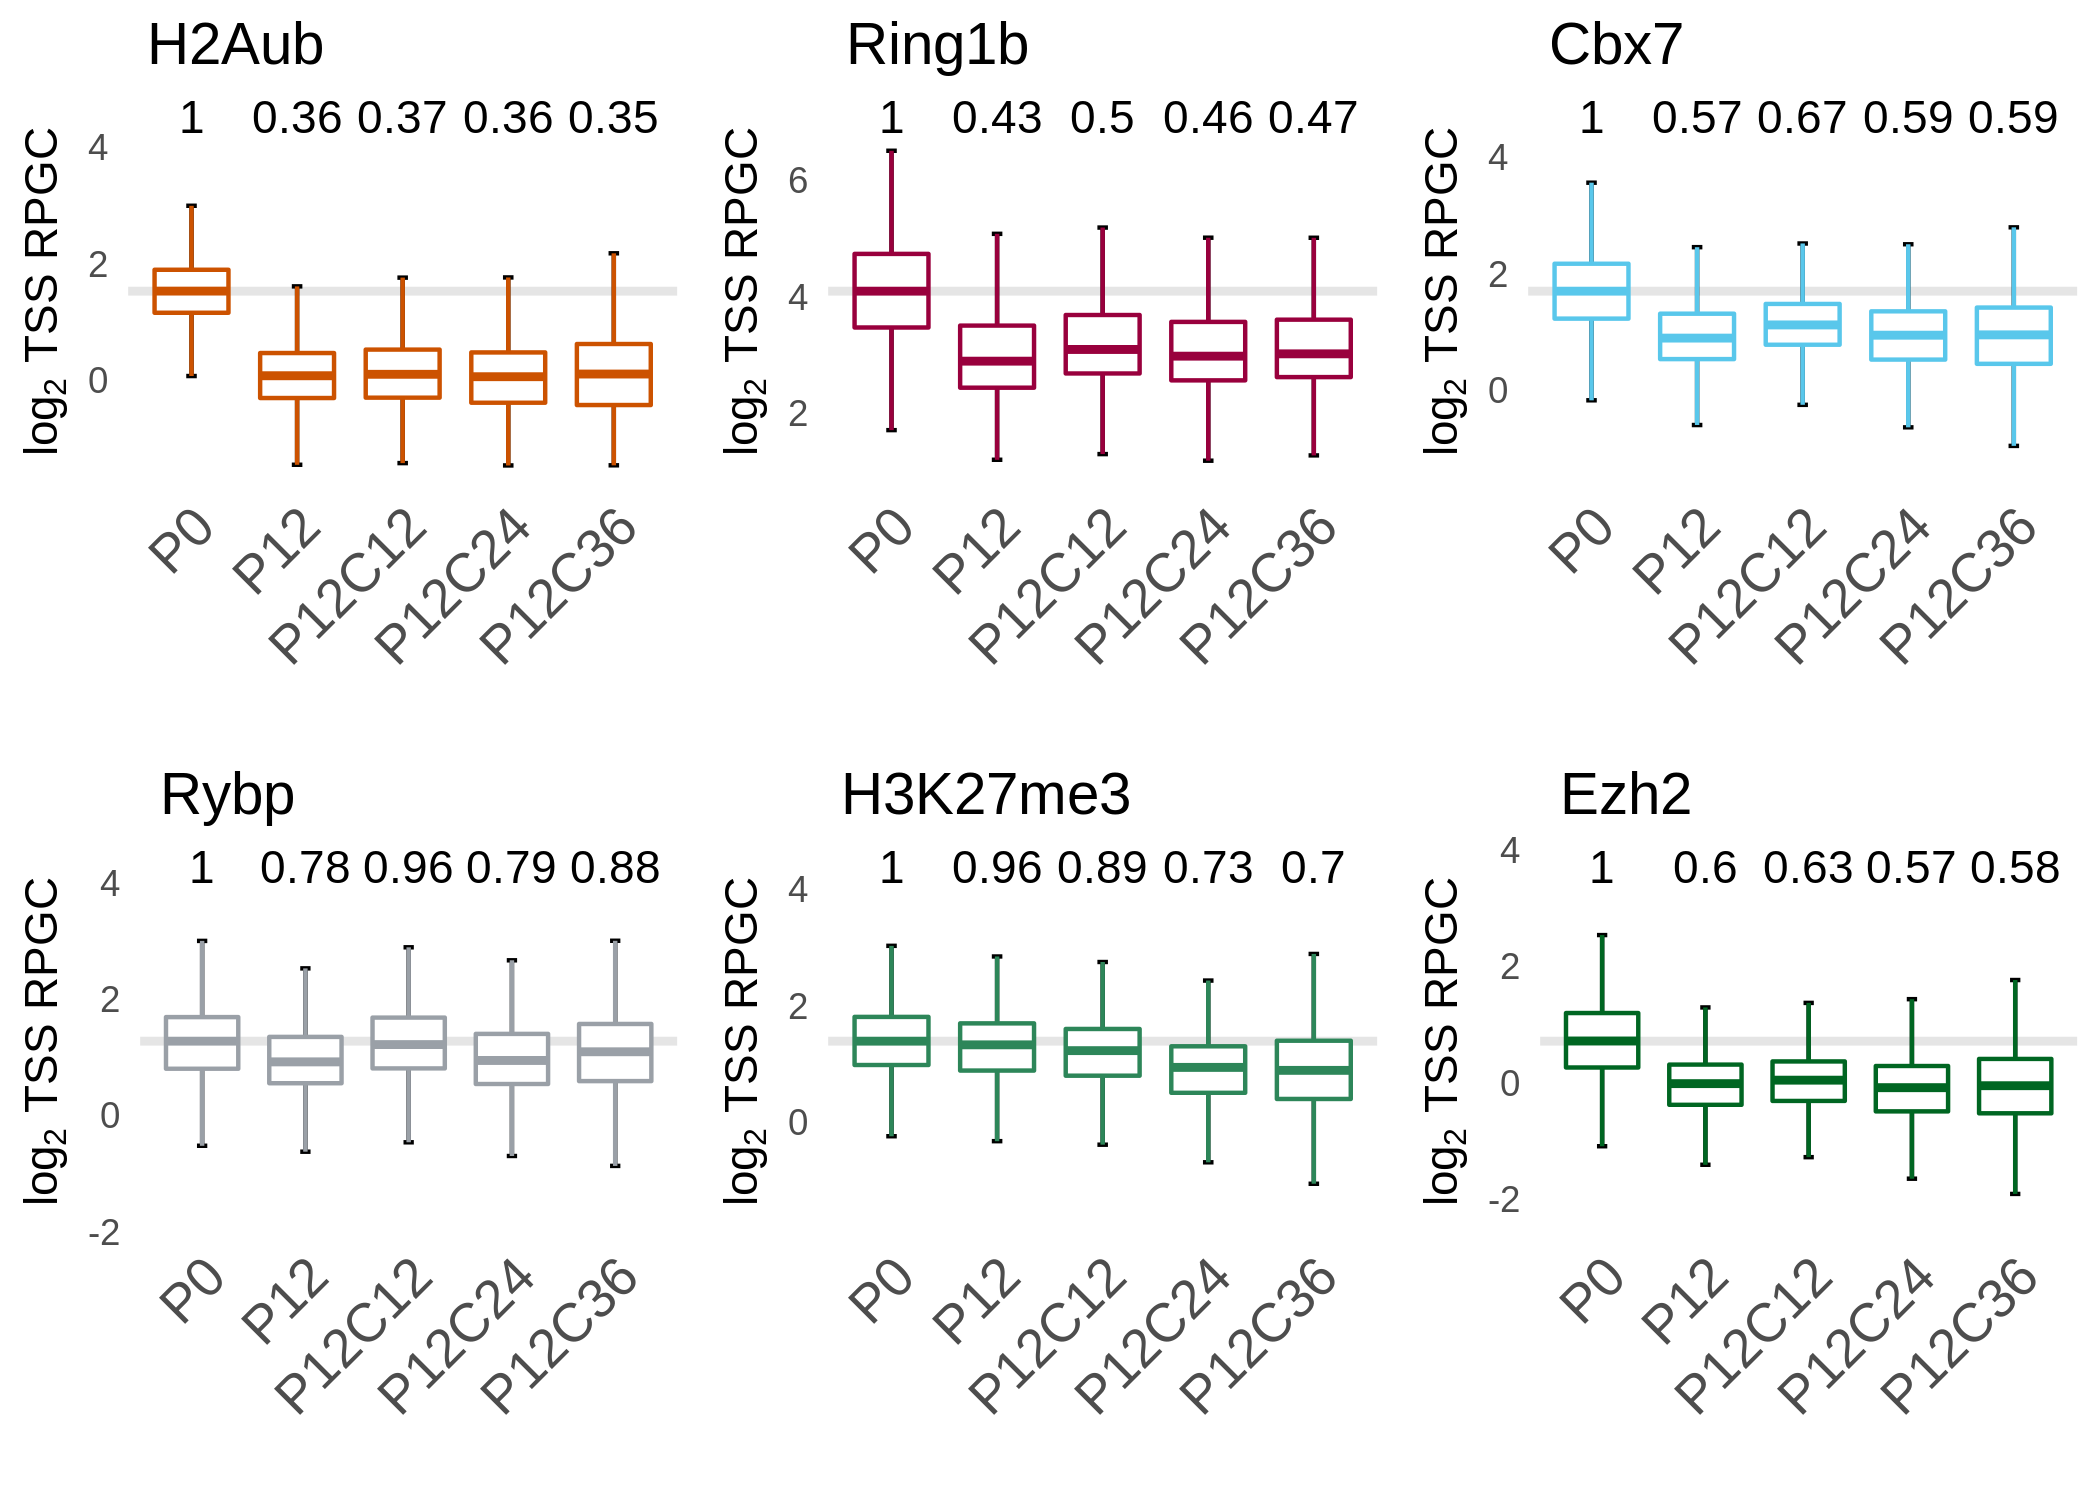 H2Aub
1 0.36 0.37 0.36 0.35
log₂ TSS RPGC
4
2
0
P0 P12 P12C12 P12C24 P12C36
Ring1b
1 0.43 0.5 0.46 0.47
log₂ TSS RPGC
6
4
2
P0 P12 P12C12 P12C24 P12C36
Cbx7
1 0.57 0.67 0.59 0.59
log₂ TSS RPGC
4
2
0
P0 P12 P12C12 P12C24 P12C36
Rybp
1 0.78 0.96 0.79 0.88
log₂ TSS RPGC
4
2
0
-2
P0 P12 P12C12 P12C24 P12C36
H3K27me3
1 0.96 0.89 0.73 0.7
log₂ TSS RPGC
4
2
0
P0 P12 P12C12 P12C24 P12C36
Ezh2
1 0.6 0.63 0.57 0.58
log₂ TSS RPGC
4
2
0
-2
P0 P12 P12C12 P12C24 P12C36